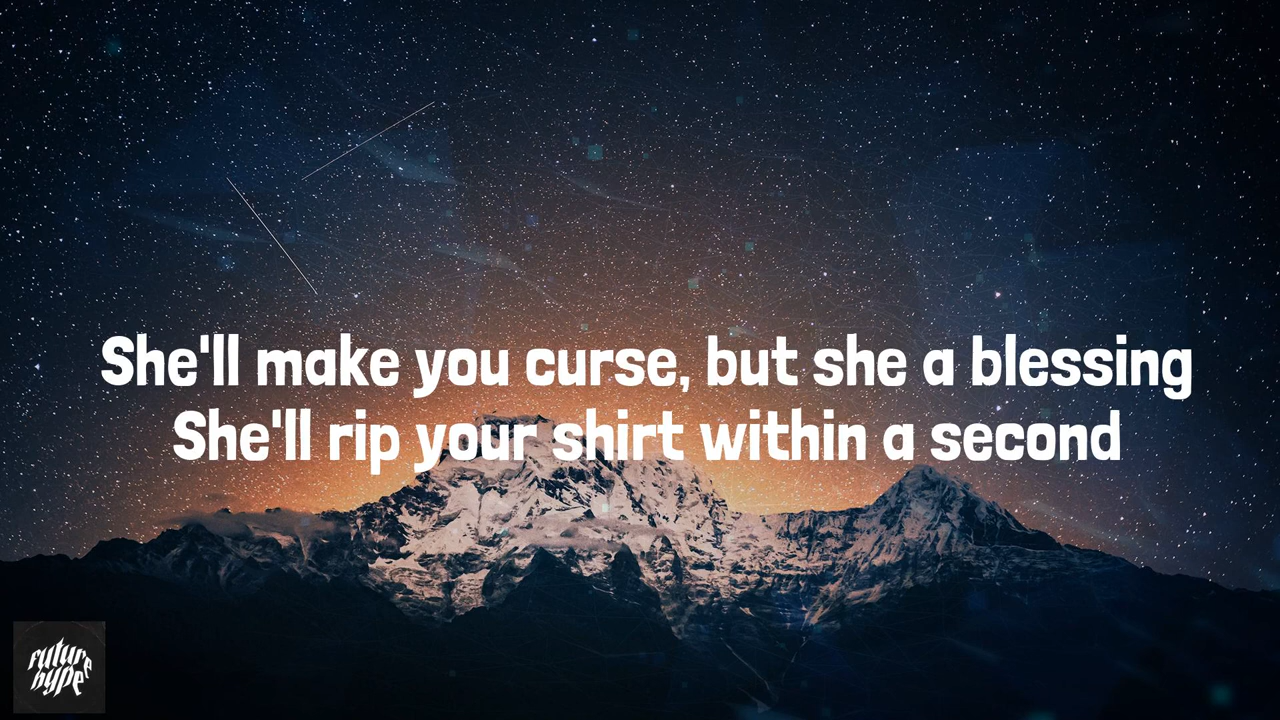 She'll make you curse, but she a blessing
She'll rip your shirt within a second
future
hype